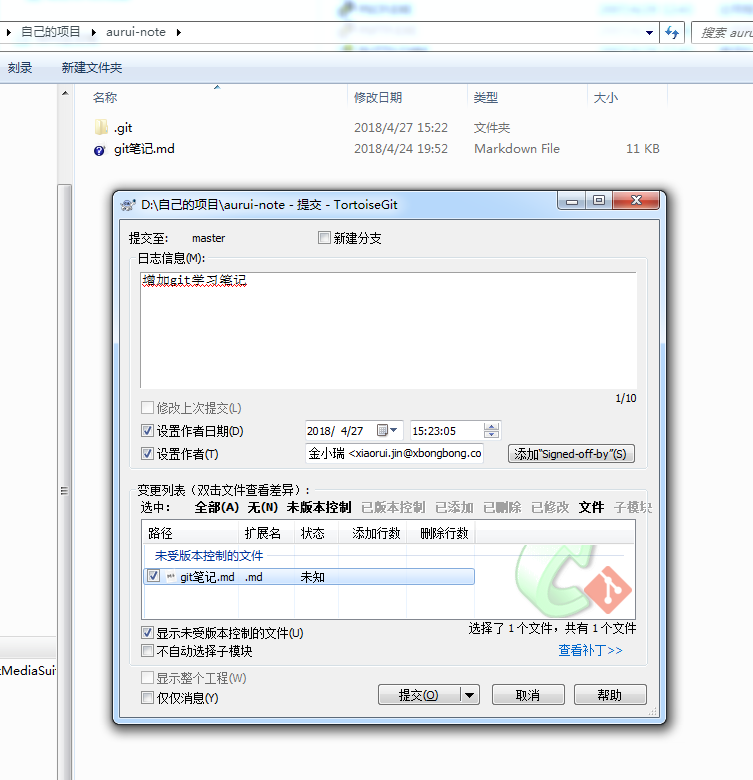 自己的项目 aurui-note 搜索 auru
刻录 新建文件夹
名称 修改日期 类型 大小
.git 2018/4/27 15:22 文件夹
git笔记.md 2018/4/24 19:52 Markdown File 11 KB
D:\自己的项目\aurui-note - 提交 - TortoiseGit
提交至: master 新建分支
日志信息(M):
增加git学习笔记
1/10
修改上次提交(L)
设置作者日期(D) 2018/ 4/27 15:23:05
设置作者(T) 金小瑞 <xiaorui.jin@xbongbong.co 添加"Signed-off-by"(S)
变更列表（双击文件查看差异）:
选中: 全部(A) 无(N) 未版本控制 已版本控制 已添加 已删除 已修改 文件 子模块
路径 扩展名 状态 添加行数 删除行数
未受版本控制的文件
git笔记.md .md 未知
显示未受版本控制的文件(U) 选择了 1 个文件，共有 1 个文件
不自动选择子模块 查看补丁>>
tMediaSui
显示整个工程(W)
仅仅消息(Y) 提交(O) 取消 帮助